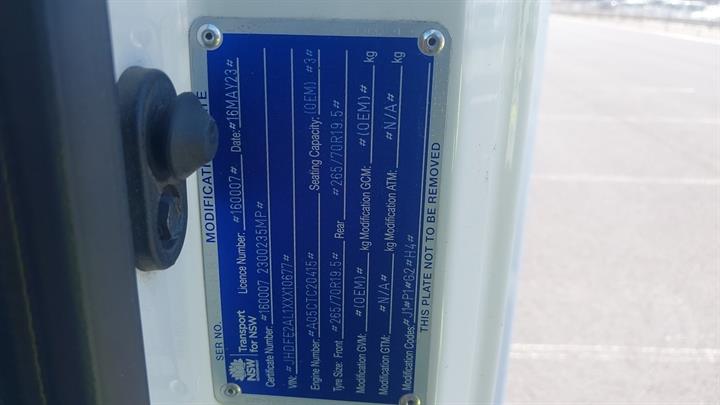 MODIFICATION
SER NO.
NSW
Transport
for NSW
Licence Number: #160007# Date: #16MAY23#
Certificate Number: #160007 2300235MP#
VIN: #JHDFE2AL1XXX10677#
Engine Number: #A05CTC20415# Seating Capacity: (OEM) #3#
Tyre Size: Front #265/70R19.5# Rear #265/70R19.5#
Modification GVM: #(OEM)# kg Modification GCM: #(OEM)# kg
Modification GTM: #N/A# kg Modification ATM: #N/A# kg
Modification Codes: #J1#P1#G2#H4#
THIS PLATE NOT TO BE REMOVED